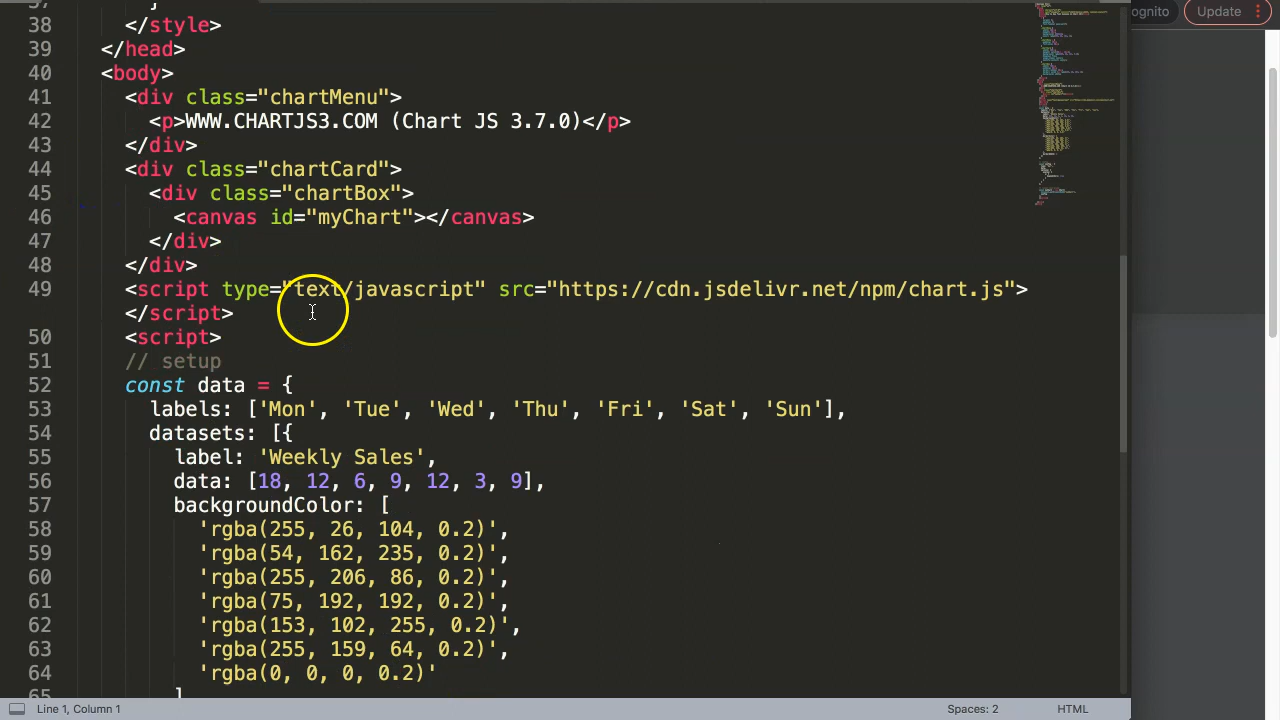 ognito
Update
37 }
38 </style>
39 </head>
40 <body>
41 <div class="chartMenu">
42 <p>WWW.CHARTJS3.COM (Chart JS 3.7.0)</p>
43 </div>
44 <div class="chartCard">
45 <div class="chartBox">
46 <canvas id="myChart"></canvas>
47 </div>
48 </div>
49 <script type="text/javascript" src="https://cdn.jsdelivr.net/npm/chart.js">
</script>
50 <script>
51 // setup
52 const data = {
53 labels: ['Mon', 'Tue', 'Wed', 'Thu', 'Fri', 'Sat', 'Sun'],
54 datasets: [{
55 label: 'Weekly Sales',
56 data: [18, 12, 6, 9, 12, 3, 9],
57 backgroundColor: [
58 'rgba(255, 26, 104, 0.2)',
59 'rgba(54, 162, 235, 0.2)',
60 'rgba(255, 206, 86, 0.2)',
61 'rgba(75, 192, 192, 0.2)',
62 'rgba(153, 102, 255, 0.2)',
63 'rgba(255, 159, 64, 0.2)',
64 'rgba(0, 0, 0, 0.2)'
65 ]
Line 1, Column 1
Spaces: 2
HTML